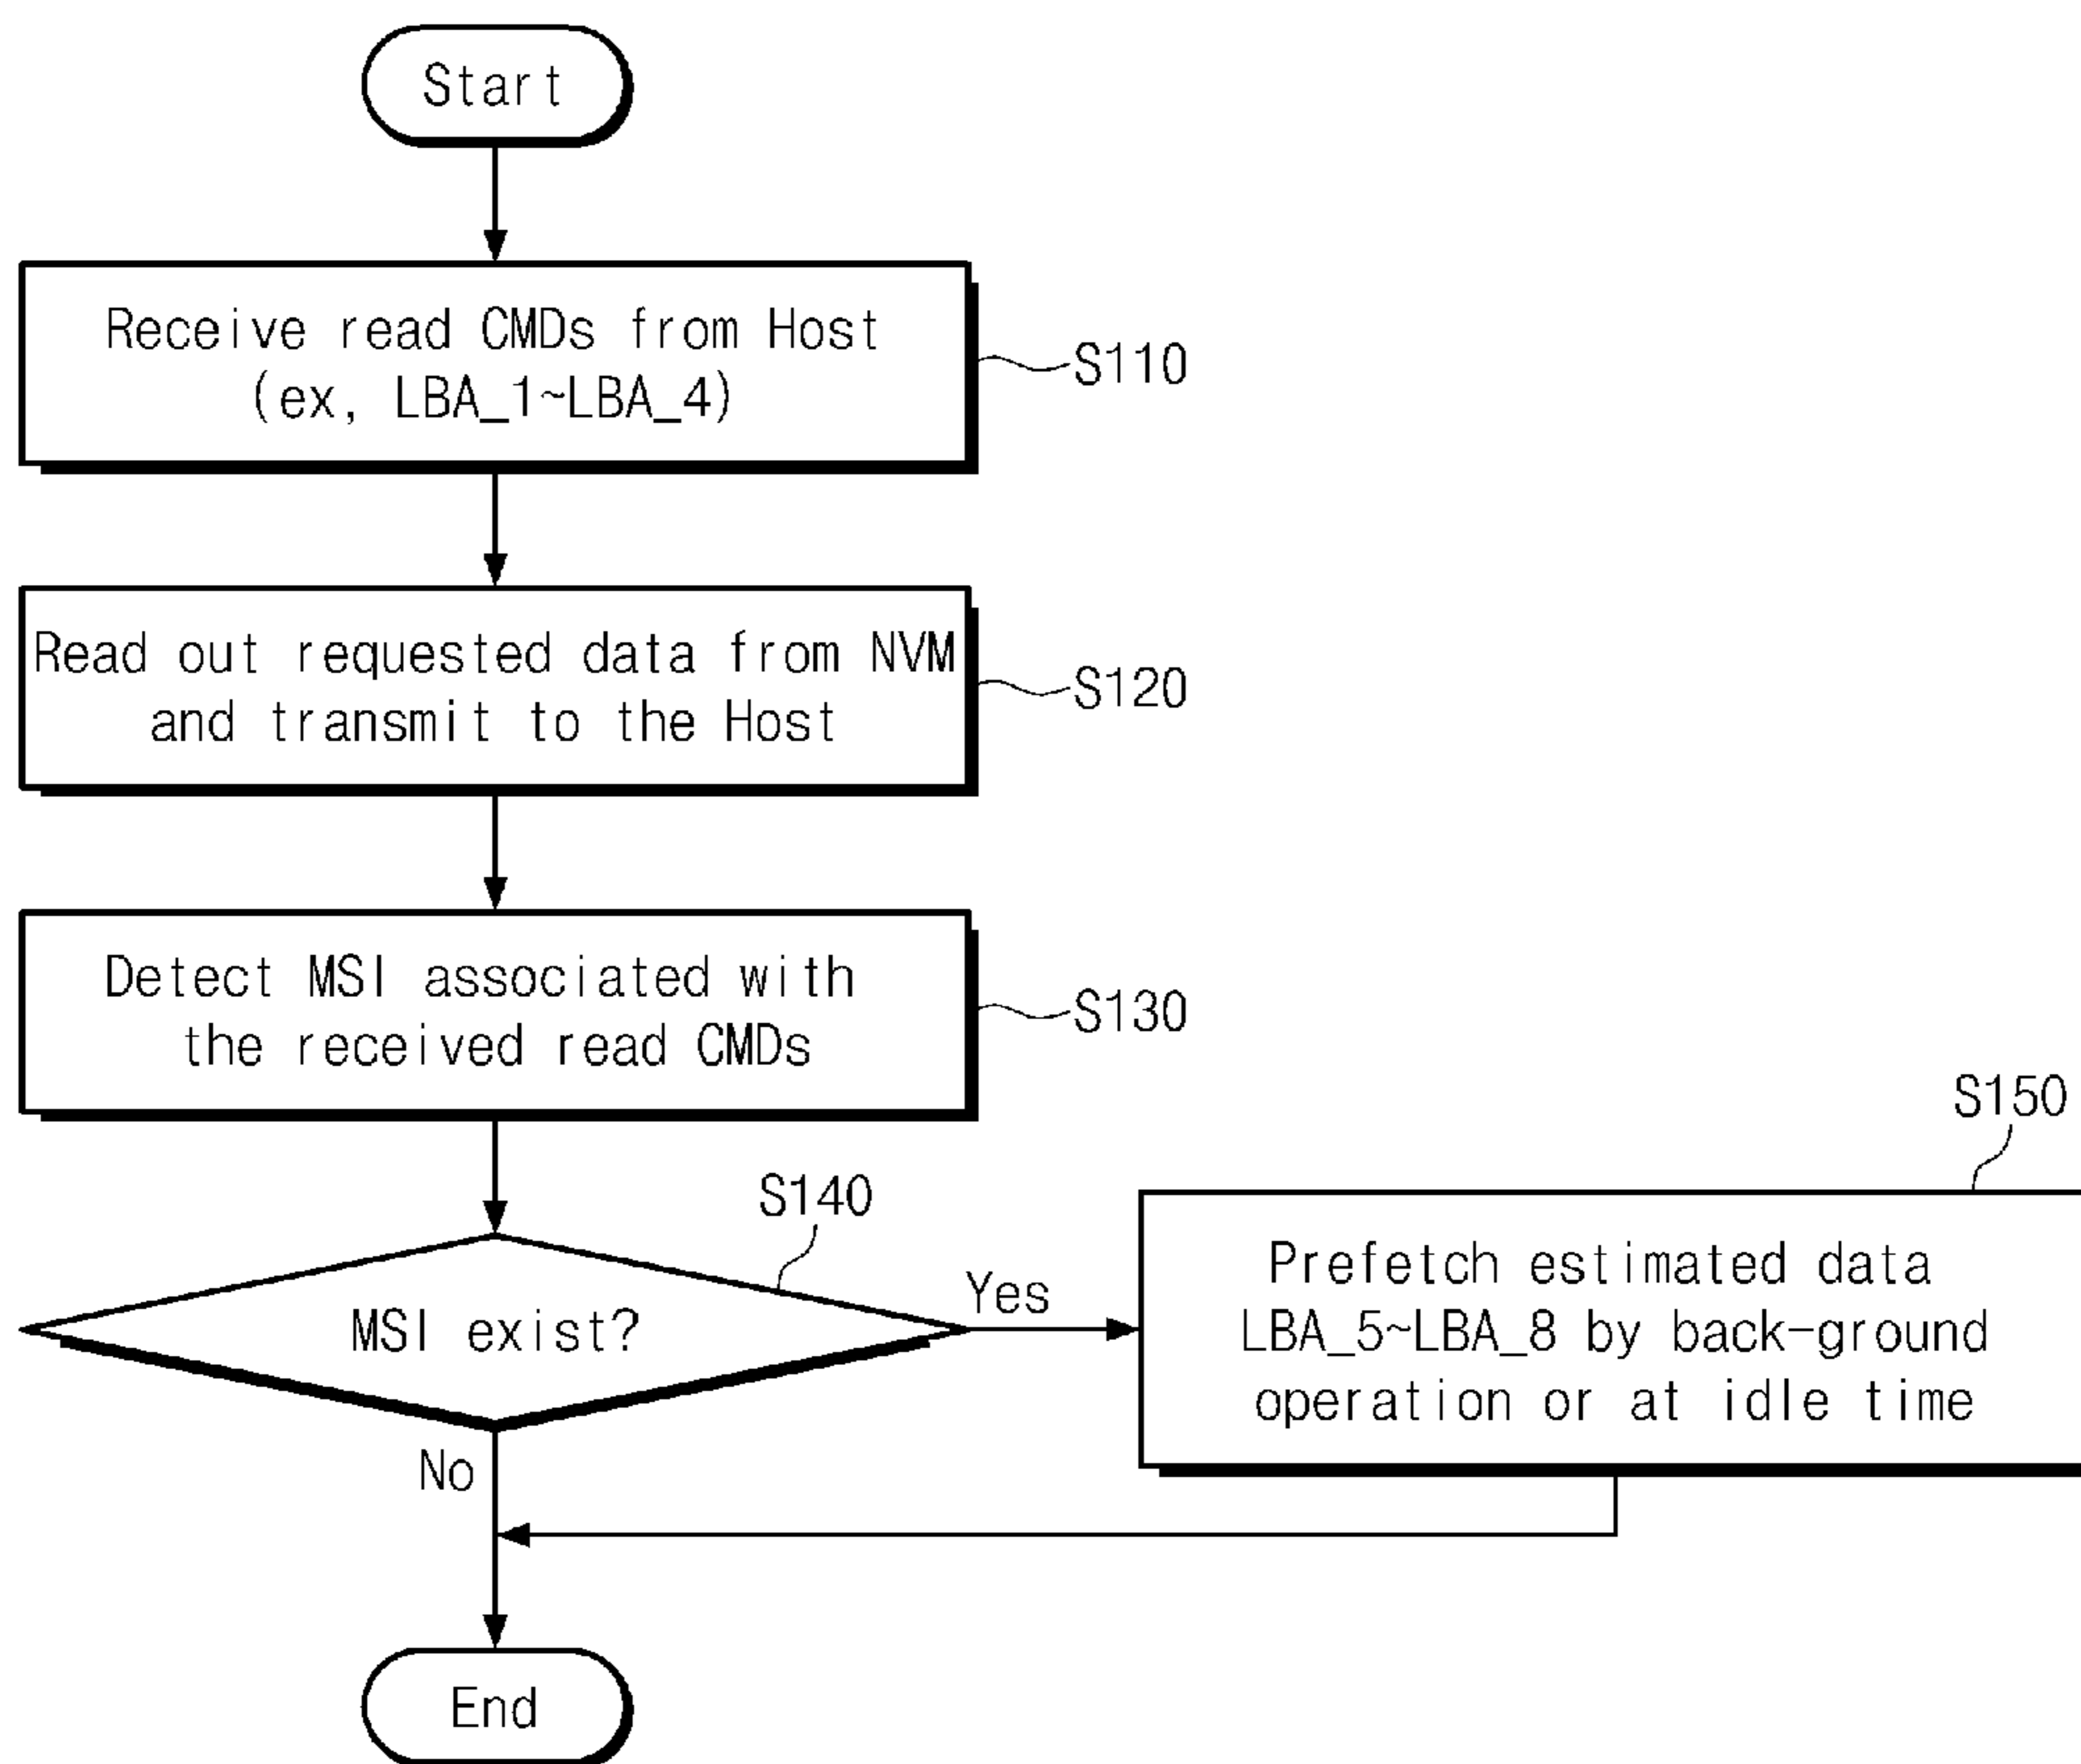 Start
Receive read CMDs from Host
(ex, LBA_1~LBA_4)
S110
Read out requested data from NVM
and transmit to the Host
S120
Detect MSI associated with
the received read CMDs
S130
S140
MSI exist?
Yes
No
S150
Prefetch estimated data
LBA_5~LBA_8 by back-ground
operation or at idle time
End